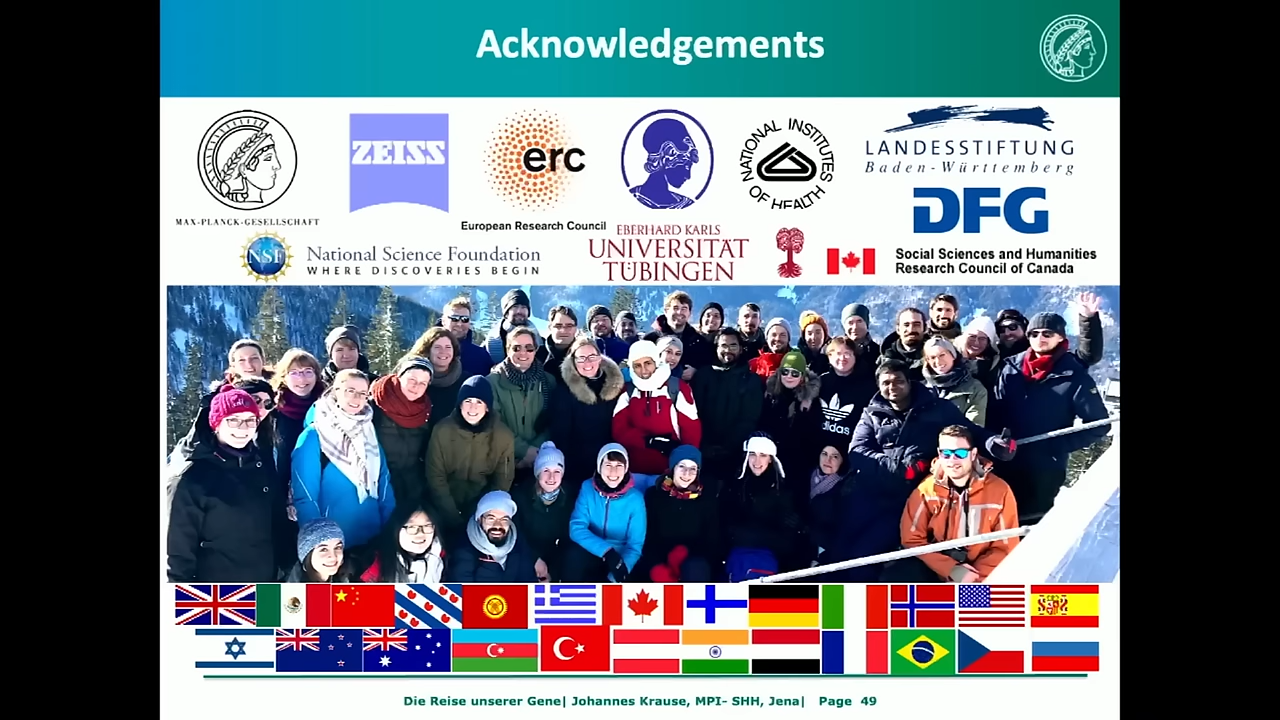 Acknowledgements
MAX-PLANCK-GESELLSCHAFT
ZEISS
erc
European Research Council
NATIONAL INSTITUTES
OF HEALTH
LANDESSTIFTUNG
Baden-Württemberg
DFG
NSF
National Science Foundation
WHERE DISCOVERIES BEGIN
EBERHARD KARLS
UNIVERSITÄT
TÜBINGEN
Social Sciences and Humanities
Research Council of Canada
adidas
Die Reise unserer Gene| Johannes Krause, MPI- SHH, Jena| Page 49